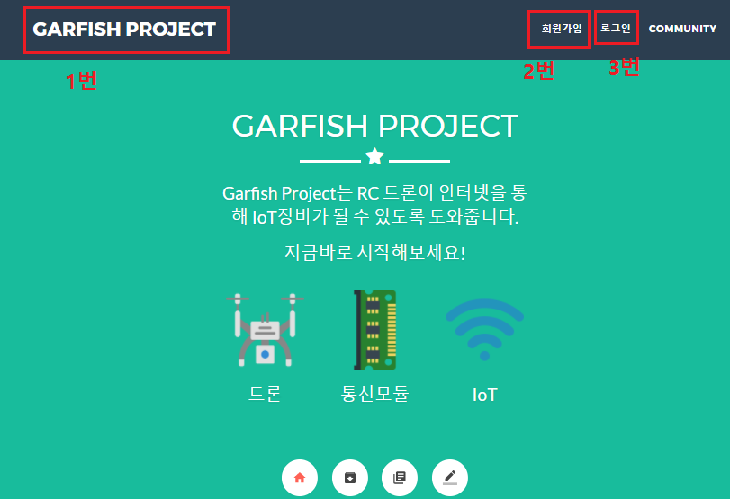 GARFISH PROJECT 회원가입 로그인 COMMUNITY
1번 2번 3번
GARFISH PROJECT
Garfish Project는 RC 드론이 인터넷을 통
해 IoT장비가 될 수 있도록 도와줍니다.
지금바로 시작해보세요!
드론 통신모듈 IoT